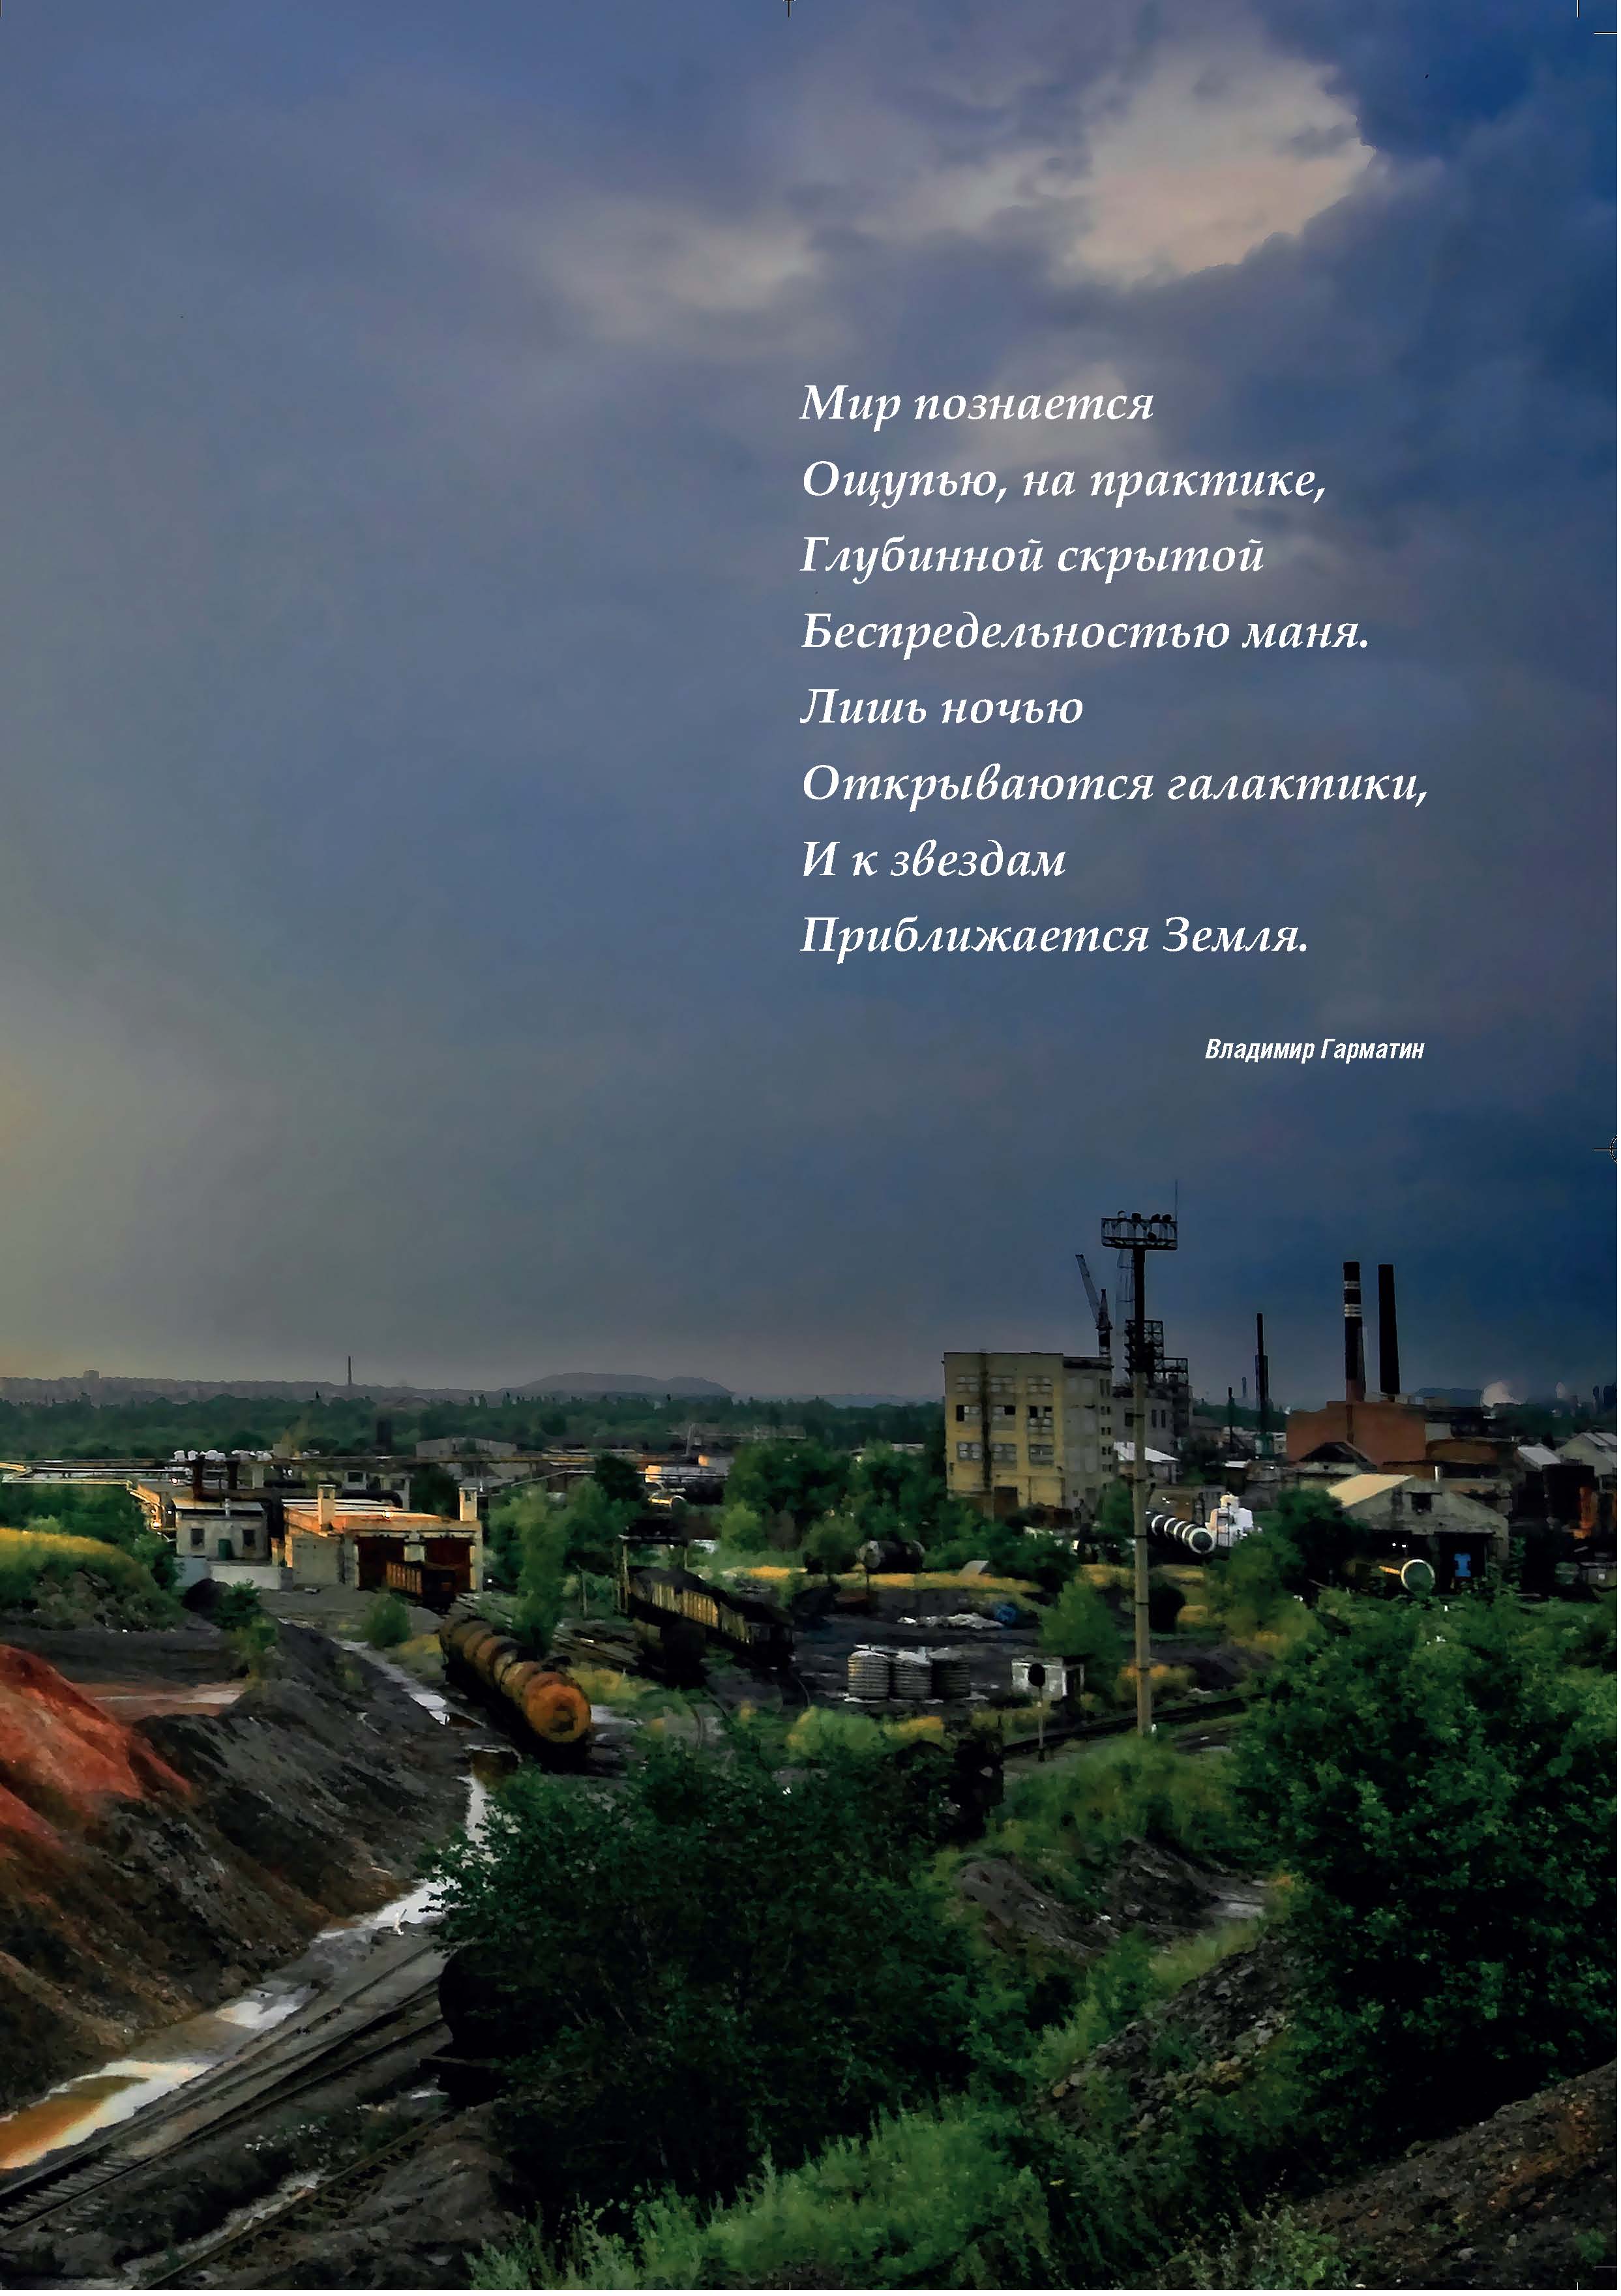 Мир познается
Ощупью, на практике,
Глубинной скрытой
Беспредельностью маня.
Лишь ночью
Открываются галактики,
И к звездам
Приближается Земля.
Владимир Гарматин